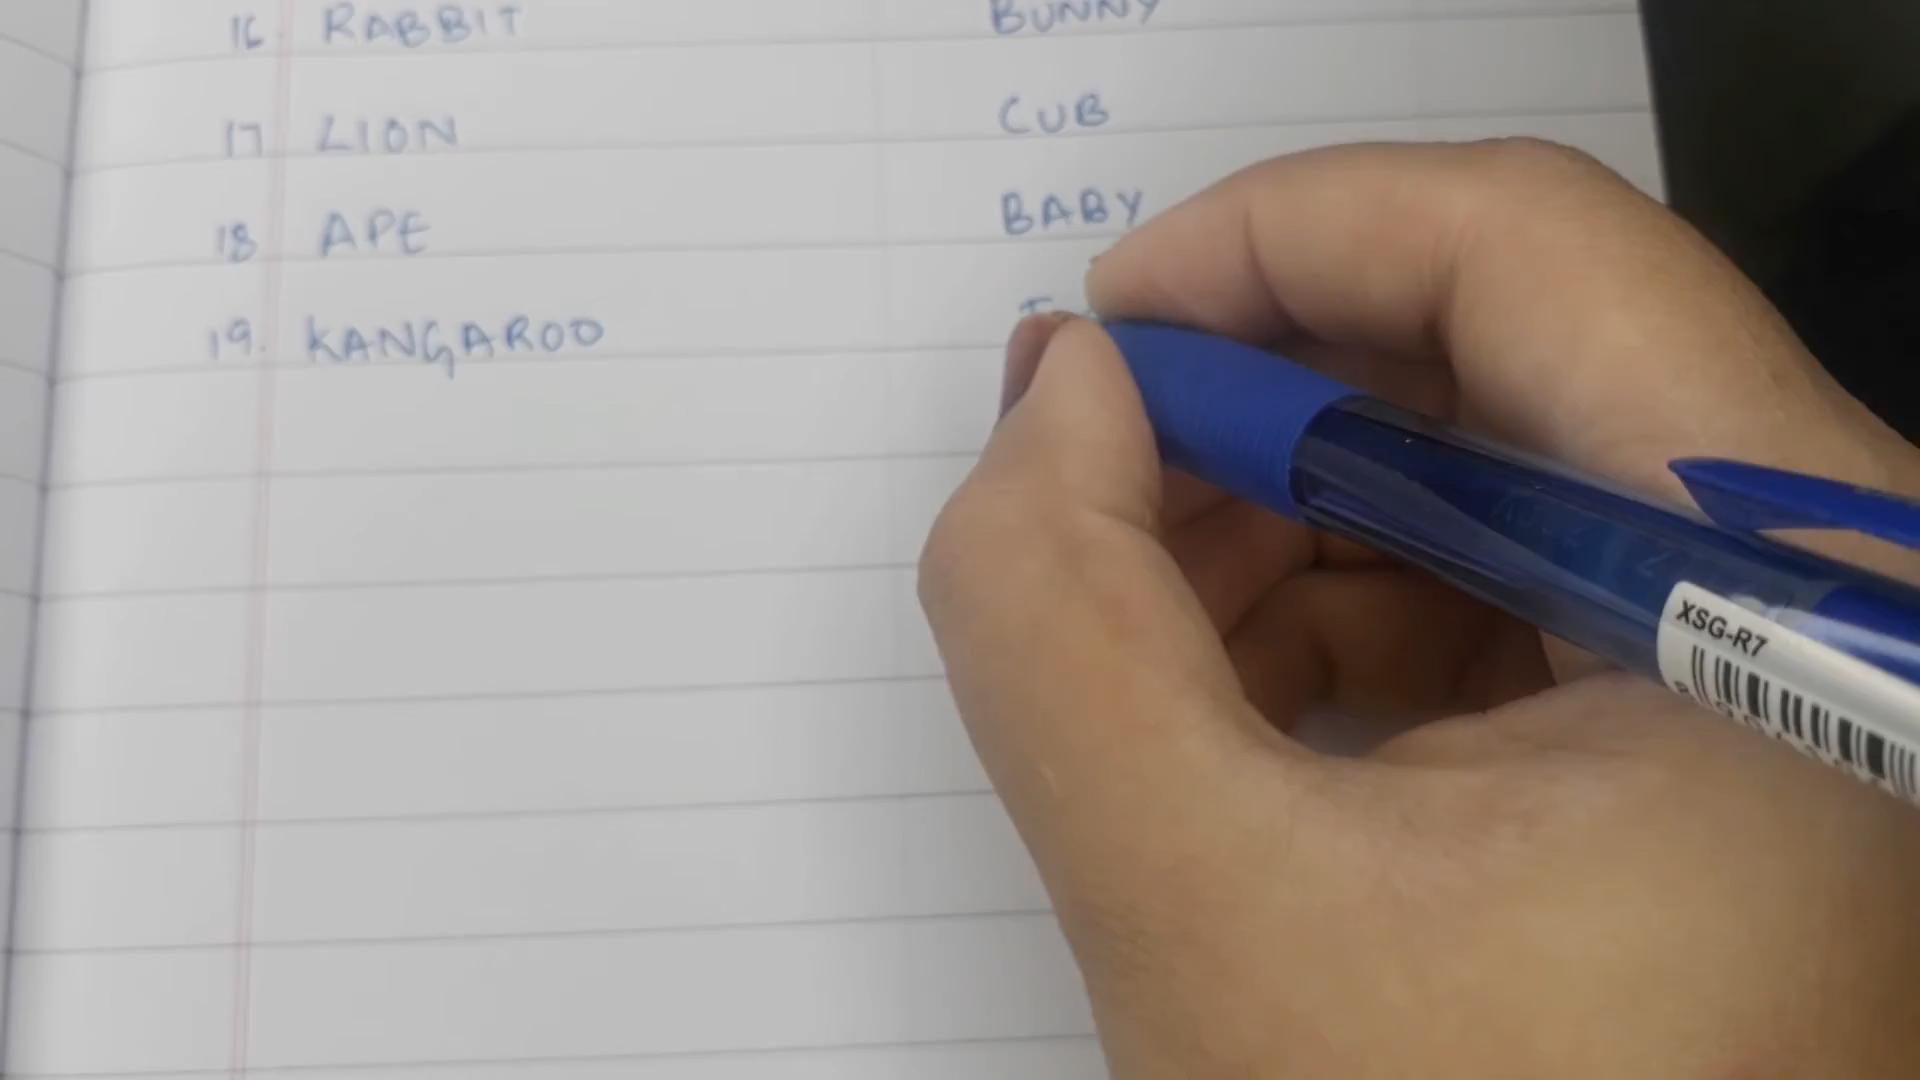 16. RABBIT BUNNY
17 LION CUB
18 APE BABY
19. KANGAROO
XSG-R7